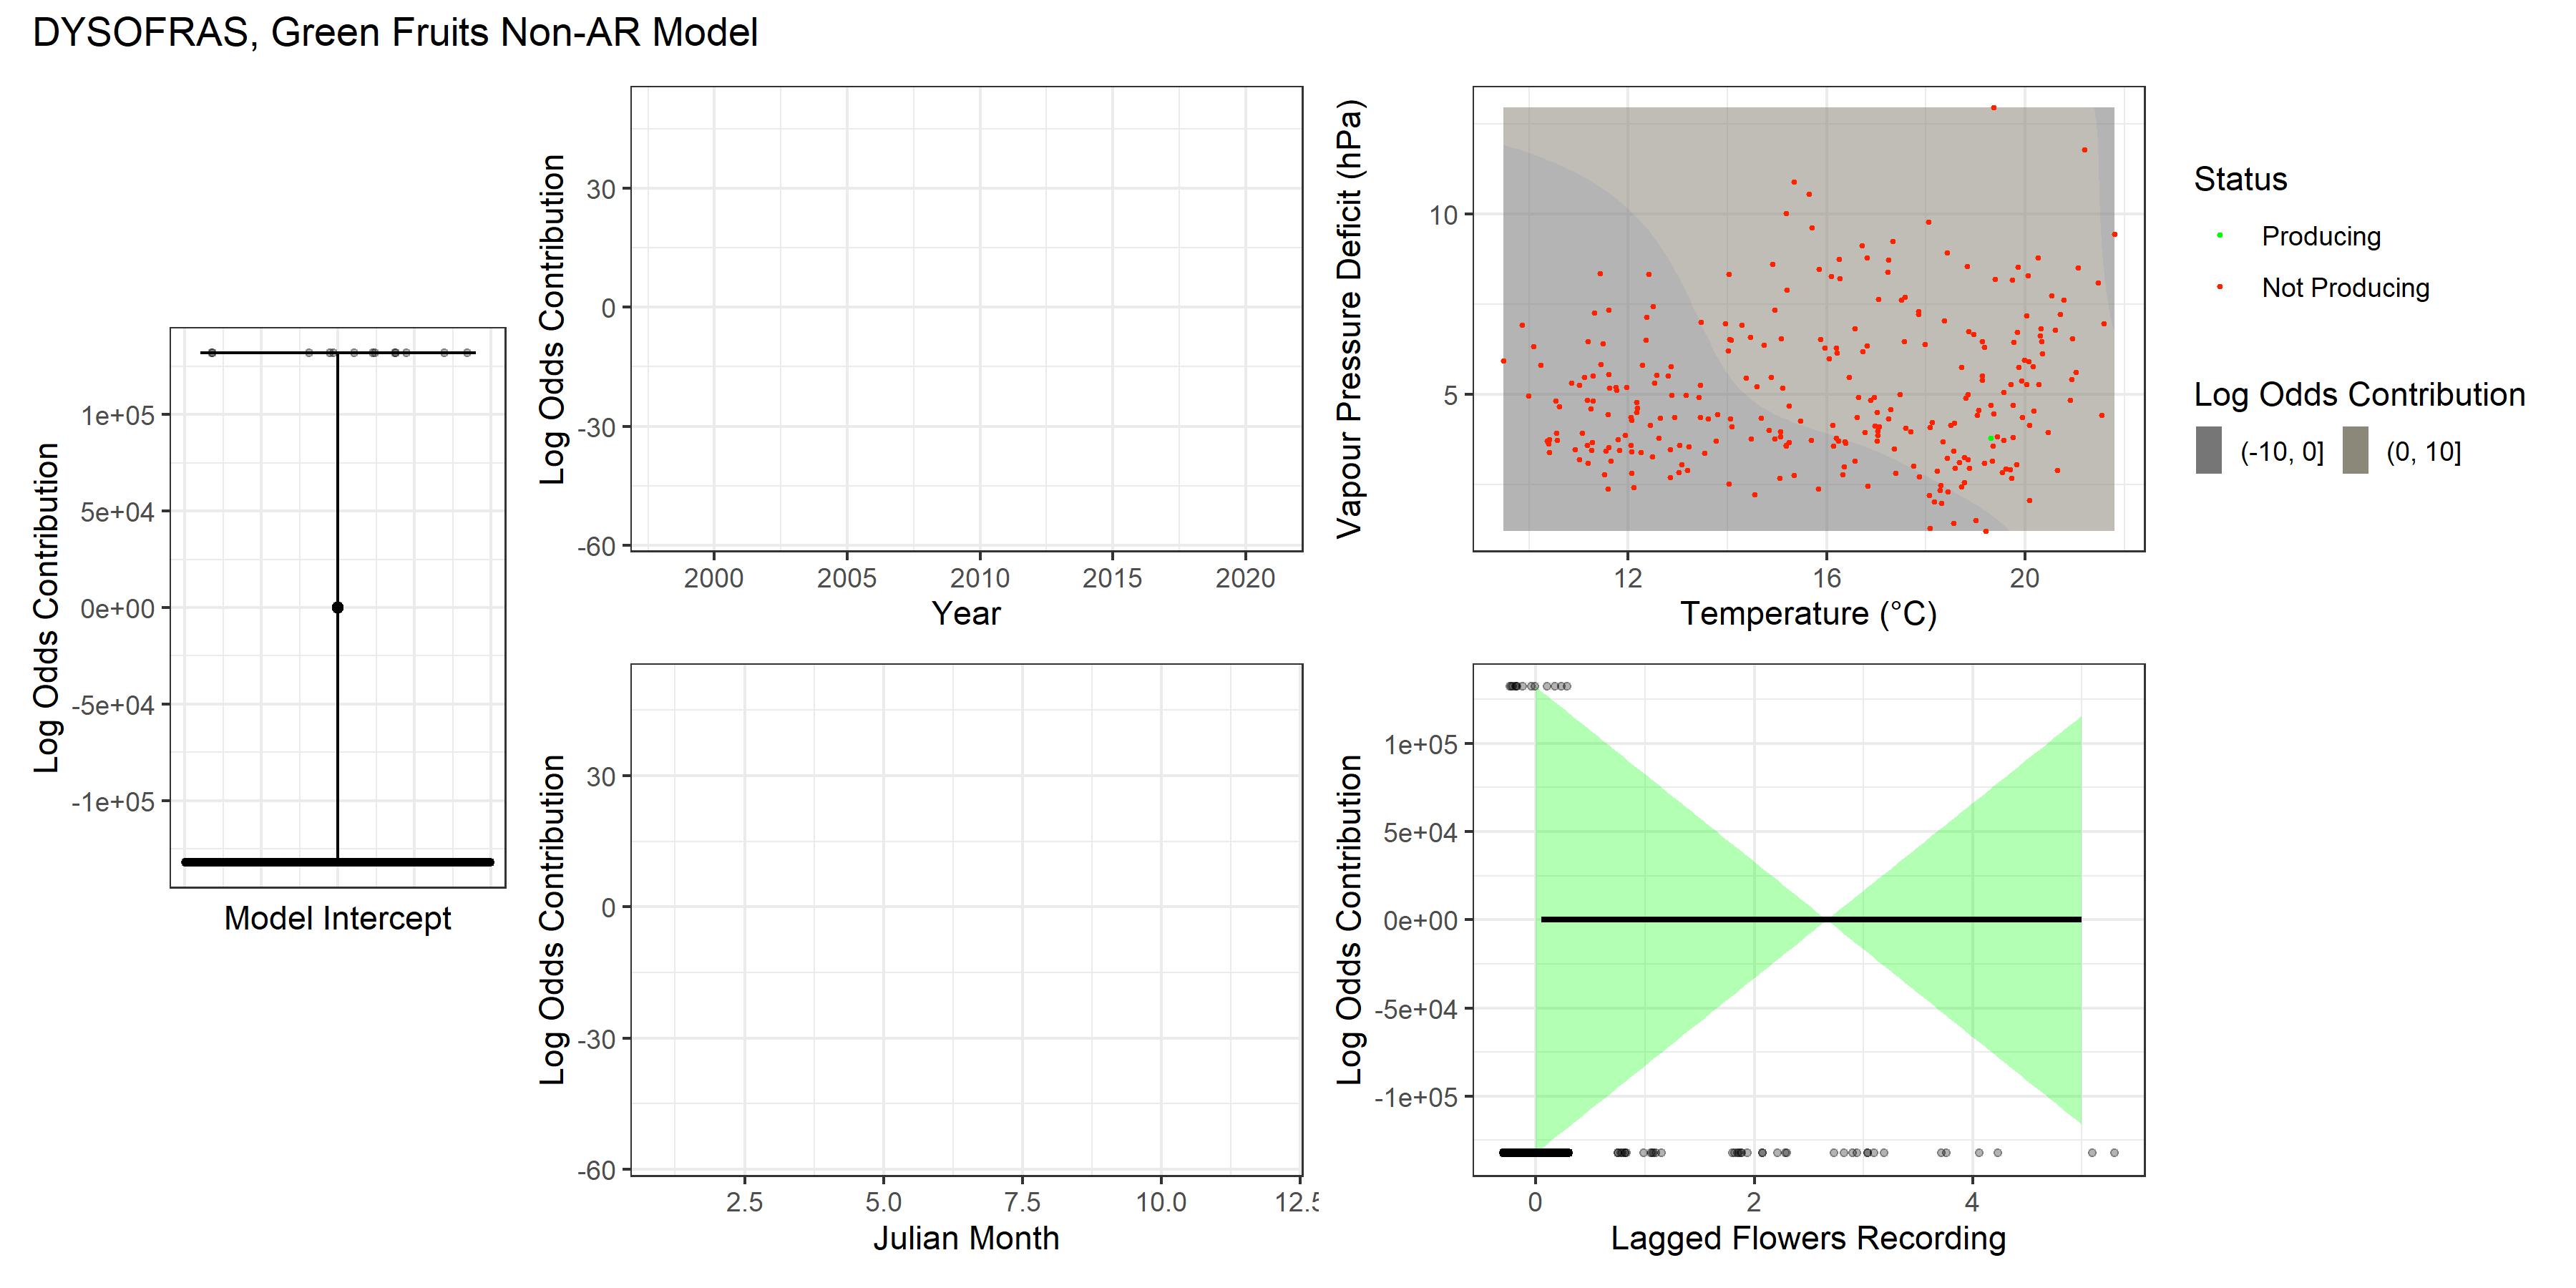 DYSOFRAS, Green Fruits Non-AR Model
Log Odds Contribution
1e+05
5e+04
0e+00
-5e+04
-1e+05
Model Intercept
Log Odds Contribution
30
0
-30
-60
2000 2005 2010 2015 2020
Year
Vapour Pressure Deficit (hPa)
10
5
12 16 20
Temperature (°C)
Status
Producing
Not Producing
Log Odds Contribution
(-10, 0] (0, 10]
Log Odds Contribution
30
0
-30
-60
2.5 5.0 7.5 10.0 12.5
Julian Month
Log Odds Contribution
1e+05
5e+04
0e+00
-5e+04
-1e+05
0 2 4
Lagged Flowers Recording